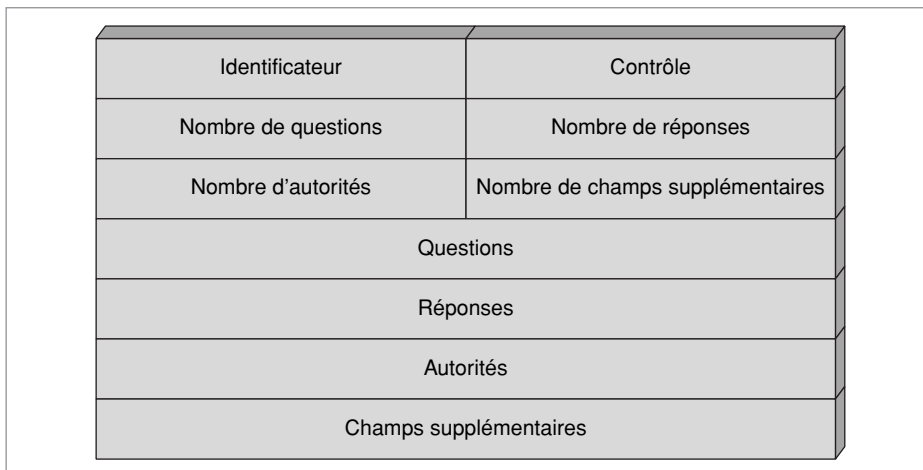 Identificateur
Contrôle
Nombre de questions
Nombre de réponses
Nombre d'autorités
Nombre de champs supplémentaires
Questions
Réponses
Autorités
Champs supplémentaires